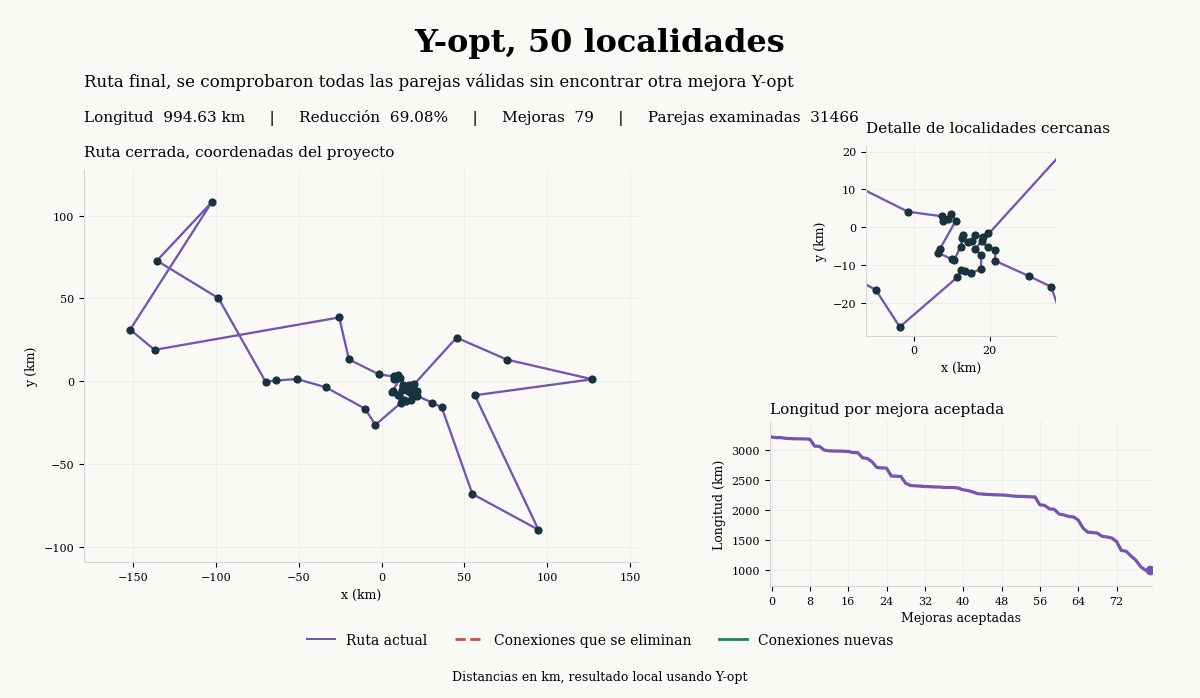 Y-opt, 50 localidades
Ruta final, se comprobaron todas las parejas válidas sin encontrar otra mejora Y-opt
Longitud 994.63 km | Reducción 69.08% | Mejoras 79 | Parejas examinadas 31466
Ruta cerrada, coordenadas del proyecto
100
50
0
−50
−100
y (km)
−150 −100 −50 0 50 100 150
x (km)
Detalle de localidades cercanas
20
10
0
−10
−20
y (km)
0 20
x (km)
Longitud por mejora aceptada
3000
2500
2000
1500
1000
Longitud (km)
0 8 16 24 32 40 48 56 64 72
Mejoras aceptadas
Ruta actual Conexiones que se eliminan Conexiones nuevas
Distancias en km, resultado local usando Y-opt